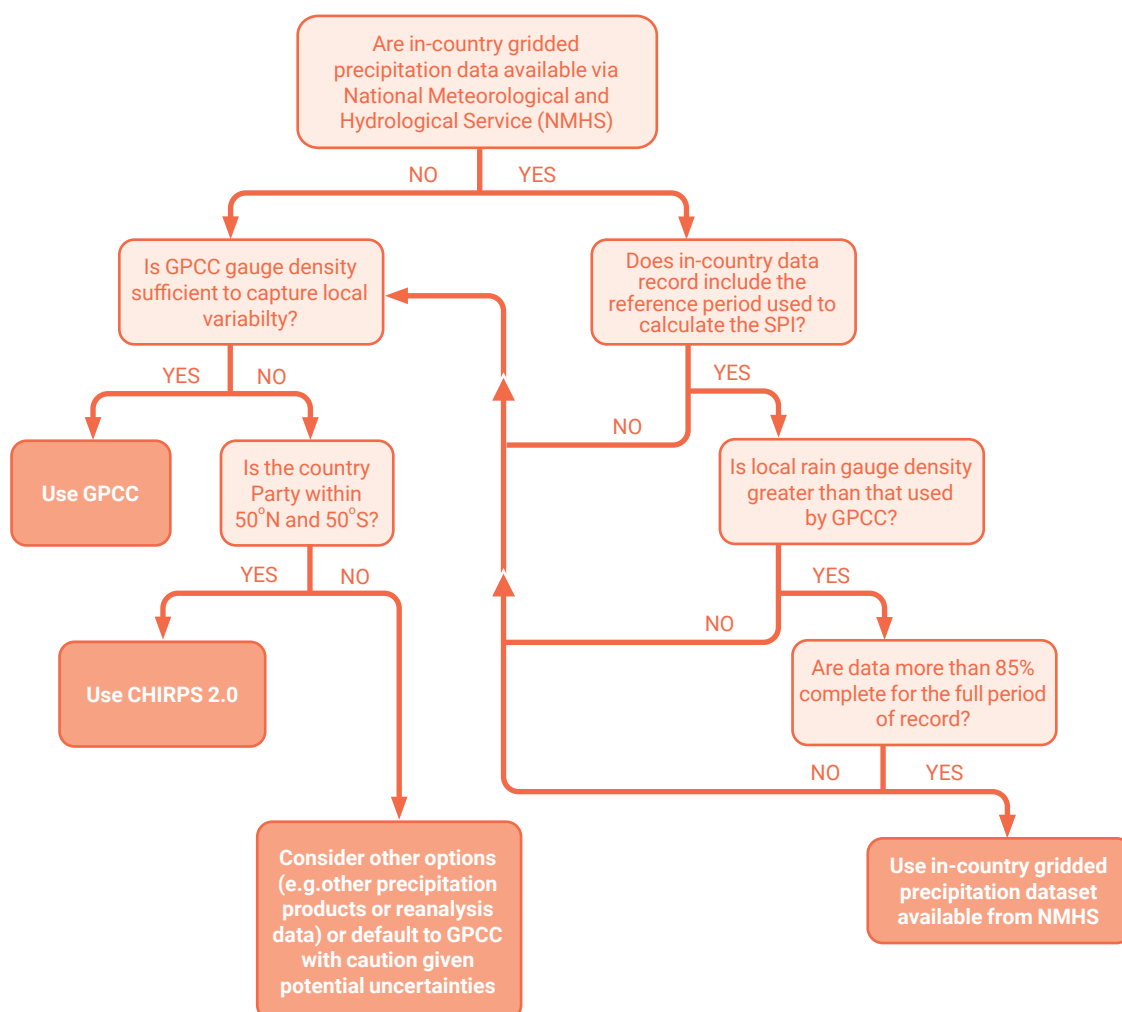 Are in-country gridded
precipitation data available via
National Meteorological and
Hydrological Service (NMHS)
NO
YES
Is GPCC gauge density
sufficient to capture local
variabilty?
Does in-country data
record include the
reference period used to
calculate the SPI?
YES
NO
YES
NO
Use GPCC
Is the country
Party within
50°N and 50°S?
Is local rain gauge density
greater than that used
by GPCC?
YES
NO
YES
NO
Use CHIRPS 2.0
Are data more than 85%
complete for the full period
of record?
NO
YES
Consider other options
(e.g.other precipitation
products or reanalysis
data) or default to GPCC
with caution given
potential uncertainties
Use in-country gridded
precipitation dataset
available from NMHS